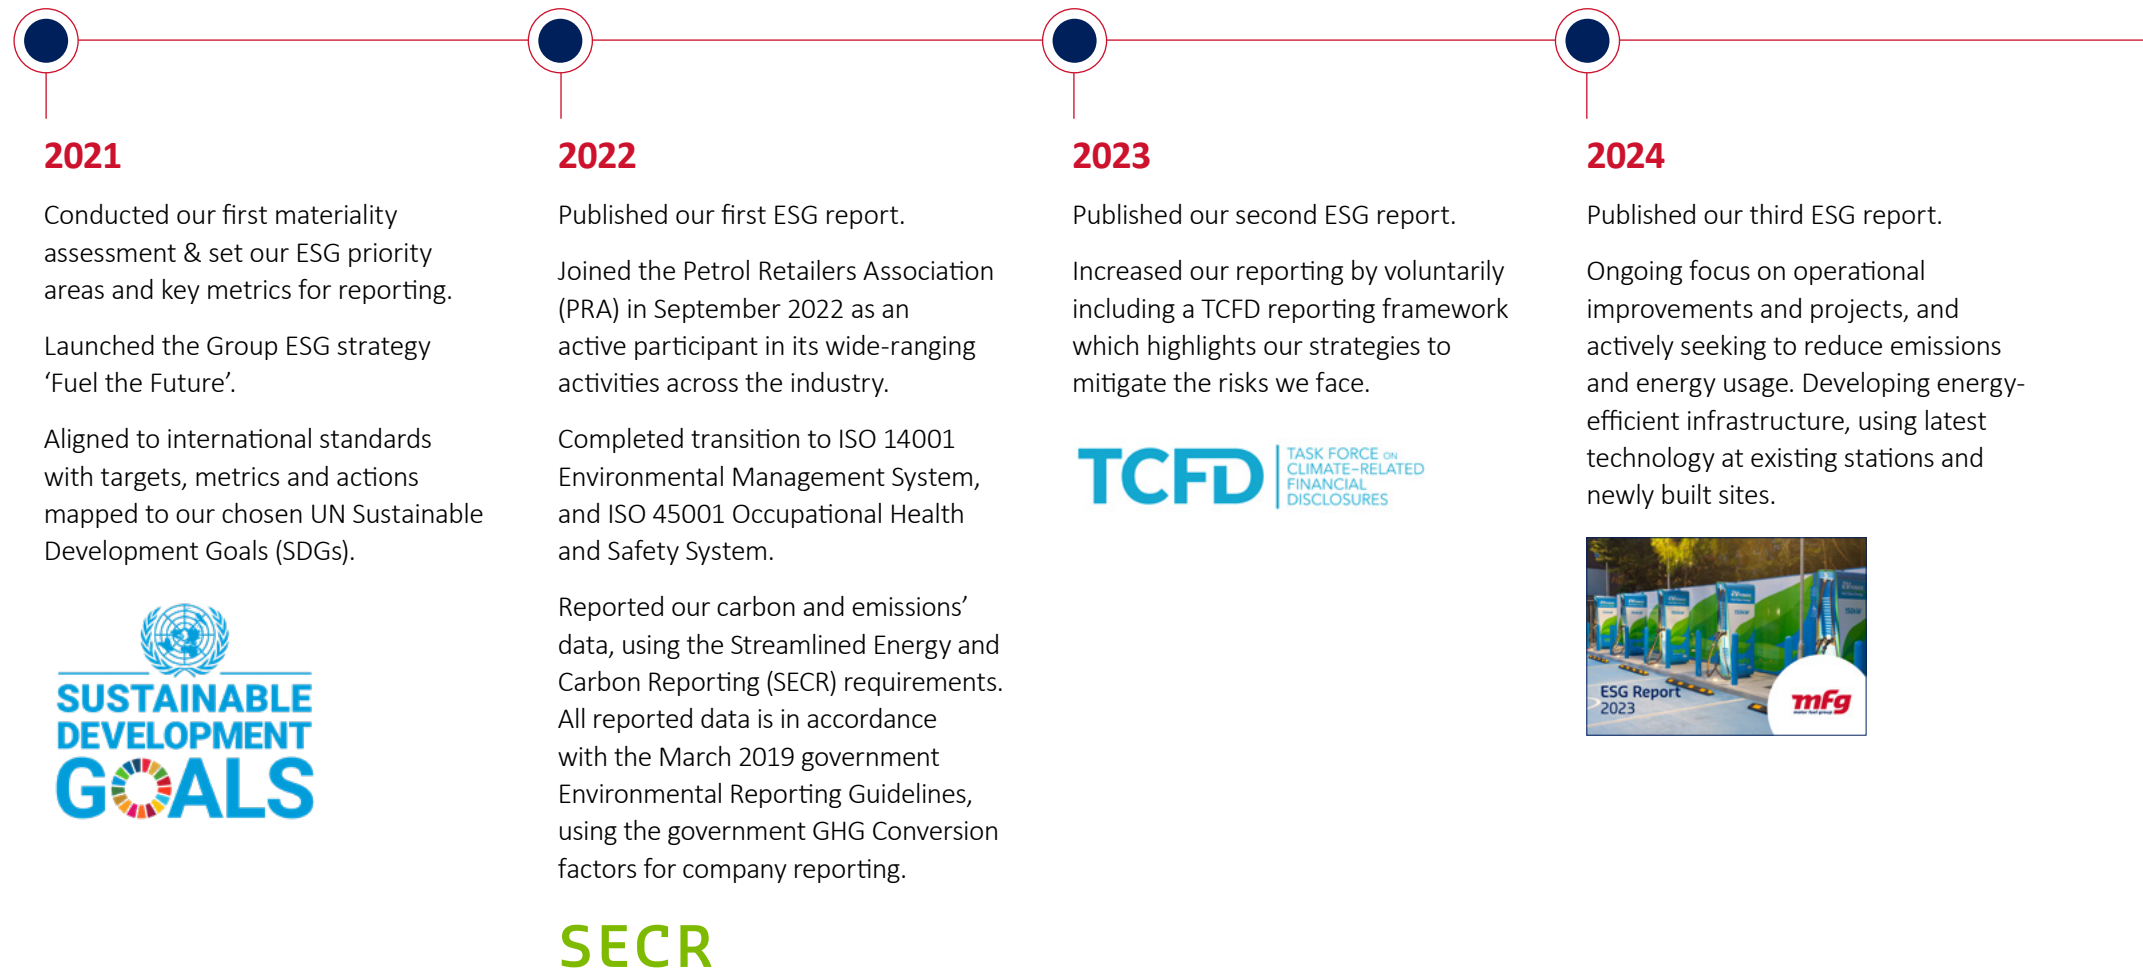 2021
Conducted our first materiality
assessment & set our ESG priority
areas and key metrics for reporting.
Launched the Group ESG strategy
‘Fuel the Future’.
Aligned to international standards
with targets, metrics and actions
mapped to our chosen UN Sustainable
Development Goals (SDGs).
SUSTAINABLE
DEVELOPMENT
GOALS
2022
Published our first ESG report.
Joined the Petrol Retailers Association
(PRA) in September 2022 as an
active participant in its wide-ranging
activities across the industry.
Completed transition to ISO 14001
Environmental Management System,
and ISO 45001 Occupational Health
and Safety System.
Reported our carbon and emissions’
data, using the Streamlined Energy and
Carbon Reporting (SECR) requirements.
All reported data is in accordance
with the March 2019 government
Environmental Reporting Guidelines,
using the government GHG Conversion
factors for company reporting.
SECR
2023
Published our second ESG report.
Increased our reporting by voluntarily
including a TCFD reporting framework
which highlights our strategies to
mitigate the risks we face.
TCFD
TASK FORCE ON
CLIMATE-RELATED
FINANCIAL
DISCLOSURES
2024
Published our third ESG report.
Ongoing focus on operational
improvements and projects, and
actively seeking to reduce emissions
and energy usage. Developing energy-
efficient infrastructure, using latest
technology at existing stations and
newly built sites.
ESG Report
2023
mfg
motor fuel group